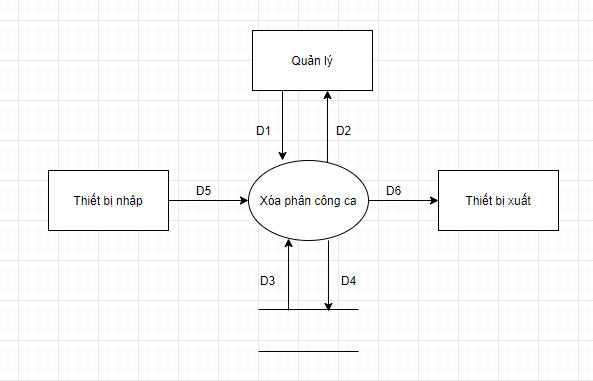 Quản lý
D1
D2
Thiết bị nhập
D5
Xóa phân công ca
D6
Thiết bị xuất
D3
D4